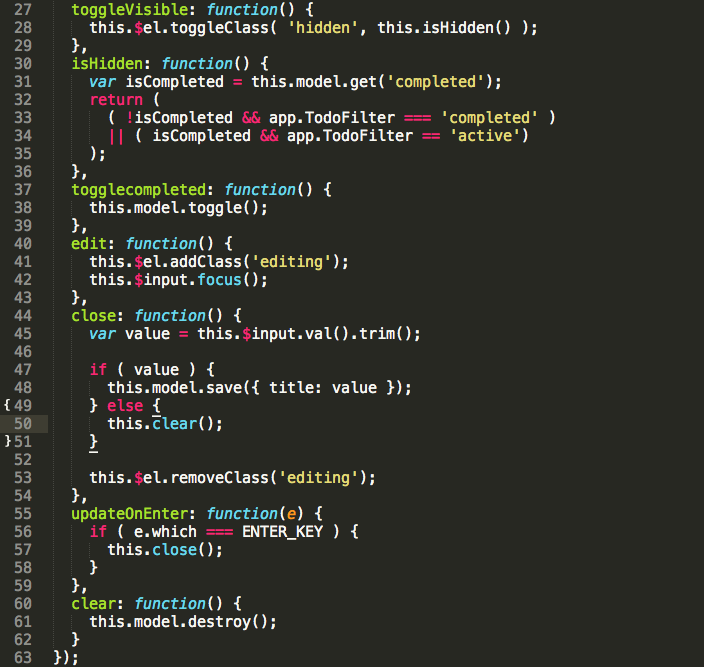 27 toggleVisible: function() {
28 this.$el.toggleClass( 'hidden', this.isHidden() );
29 },
30 isHidden: function() {
31 var isCompleted = this.model.get('completed');
32 return (
33 ( !isCompleted && app.TodoFilter === 'completed' )
34 || ( isCompleted && app.TodoFilter == 'active')
35 );
36 },
37 togglecompleted: function() {
38 this.model.toggle();
39 },
40 edit: function() {
41 this.$el.addClass('editing');
42 this.$input.focus();
43 },
44 close: function() {
45 var value = this.$input.val().trim();
46
47 if ( value ) {
48 this.model.save({ title: value });
{ 49 } else {
50 this.clear();
} 51 }
52
53 this.$el.removeClass('editing');
54 },
55 updateOnEnter: function(e) {
56 if ( e.which === ENTER_KEY ) {
57 this.close();
58 }
59 },
60 clear: function() {
61 this.model.destroy();
62 }
63 });